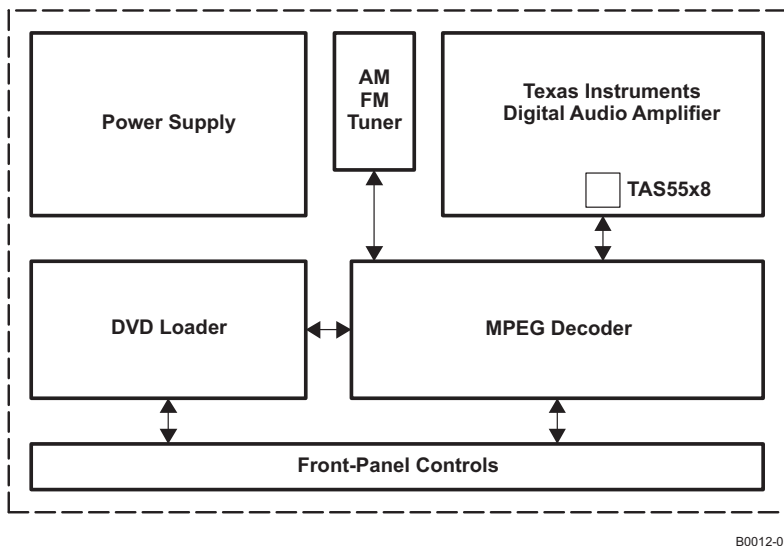 Power Supply
AM
FM
Tuner
Texas Instruments
Digital Audio Amplifier
TAS55x8
DVD Loader
MPEG Decoder
Front-Panel Controls
B0012-0